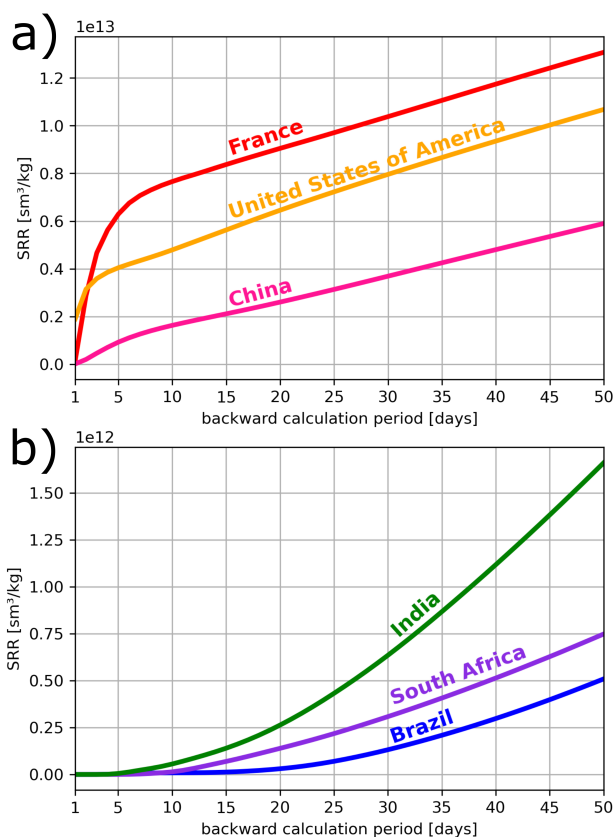 a)
1e13
1.2
1.0
0.8
0.6
0.4
0.2
0.0
SRR [sm³/kg]
France
United States of America
China
1 5 10 15 20 25 30 35 40 45 50
backward calculation period [days]
b)
1e12
1.50
1.25
1.00
0.75
0.50
0.25
0.00
SRR [sm³/kg]
India
South Africa
Brazil
1 5 10 15 20 25 30 35 40 45 50
backward calculation period [days]